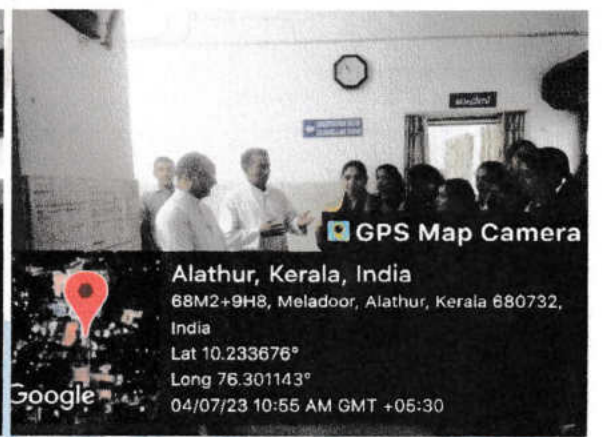 GPS Map Camera
Alathur, Kerala, India
68M2+9H8, Meladoor, Alathur, Kerala 680732,
India
Lat 10.233676°
Long 76.301143°
04/07/23 10:55 AM GMT +05:30
Google